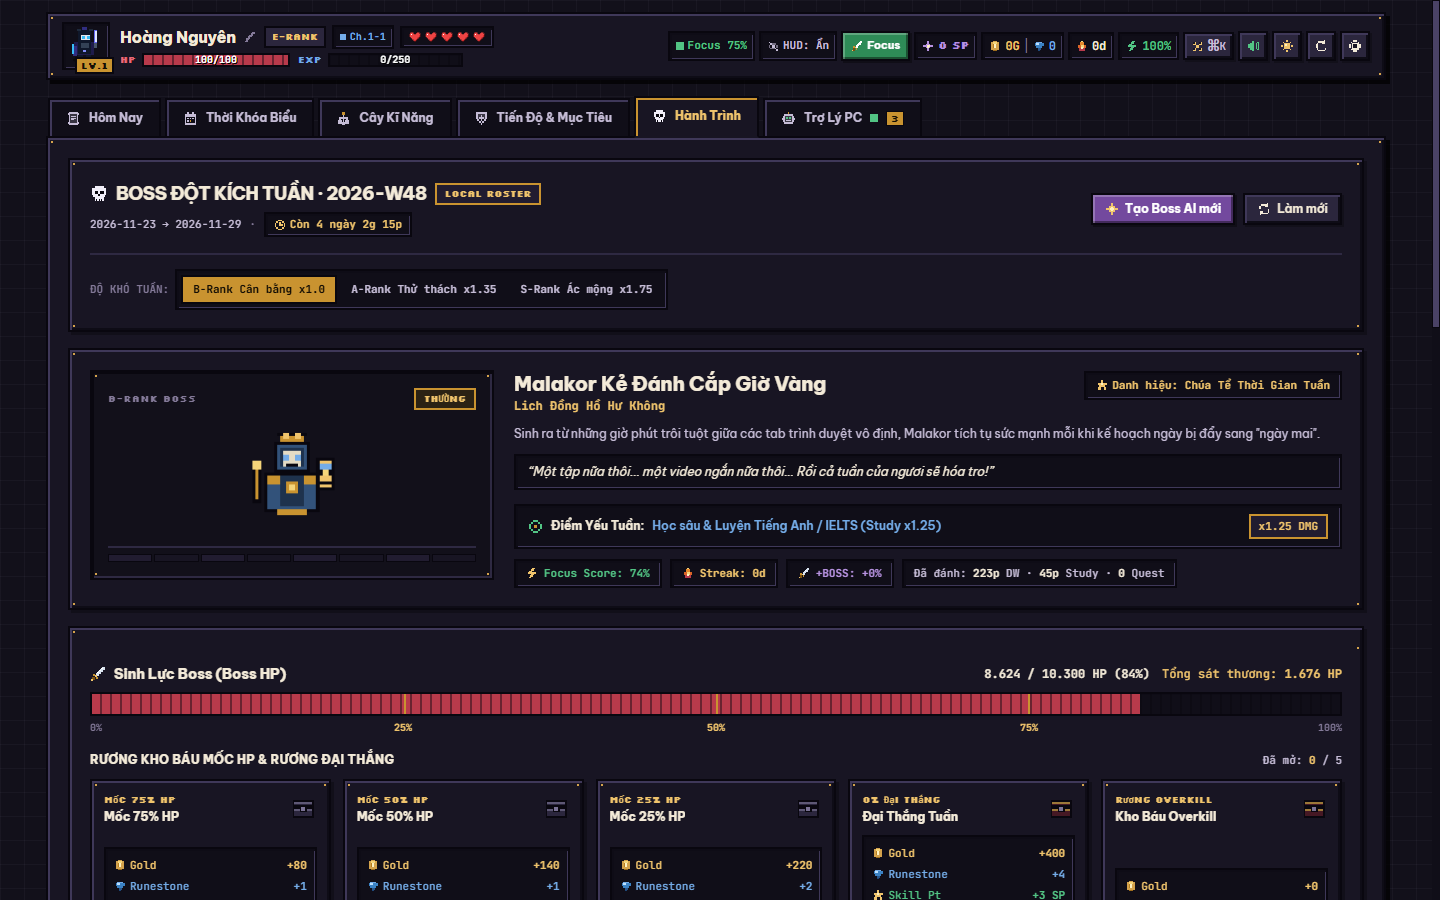 Hoàng Nguyên E-RANK Ch.1-1
LV.1
HP 100/100 EXP 0/250
Focus 75% HUD: Ẩn Focus 0 SP 0G 0 0d 100% ⌘K
Hôm Nay
Thời Khóa Biểu
Cây Kĩ Năng
Tiến Độ & Mục Tiêu
Hành Trình
Trợ Lý PC 3
BOSS ĐỘT KÍCH TUẦN · 2026-W48 LOCAL ROSTER
2026-11-23 → 2026-11-29 · Còn 4 ngày 2g 15p
Tạo Boss AI mới
Làm mới
ĐỘ KHÓ TUẦN: B-Rank Cân bằng x1.0 A-Rank Thử thách x1.35 S-Rank Ác mộng x1.75
B-RANK BOSS THƯỜNG
Malakor Kẻ Đánh Cắp Giờ Vàng
Danh hiệu: Chúa Tể Thời Gian Tuần
Lich Đồng Hồ Hư Không
Sinh ra từ những giờ phút trôi tuột giữa các tab trình duyệt vô định, Malakor tích tụ sức mạnh mỗi khi kế hoạch ngày bị đẩy sang "ngày mai".
“Một tập nữa thôi... một video ngắn nữa thôi... Rồi cả tuần của ngươi sẽ hóa tro!”
Điểm Yếu Tuần: Học sâu & Luyện Tiếng Anh / IELTS (Study x1.25) x1.25 DMG
Focus Score: 74% Streak: 0d +BOSS: +0% Đã đánh: 223p DW · 45p Study · 0 Quest
Sinh Lực Boss (Boss HP) 8.624 / 10.300 HP (84%) Tổng sát thương: 1.676 HP
0% 25% 50% 75% 100%
RƯƠNG KHO BÁU MỐC HP & RƯƠNG ĐẠI THẮNG Đã mở: 0 / 5
Mốc 75% HP
Mốc 75% HP
Gold +80
Runestone +1
Mốc 50% HP
Mốc 50% HP
Gold +140
Runestone +1
Mốc 25% HP
Mốc 25% HP
Gold +220
Runestone +2
0% Đại Thắng
Đại Thắng Tuần
Gold +400
Runestone +4
Skill Pt +3 SP
Rương OVERKILL
Kho Báu Overkill
Gold +0